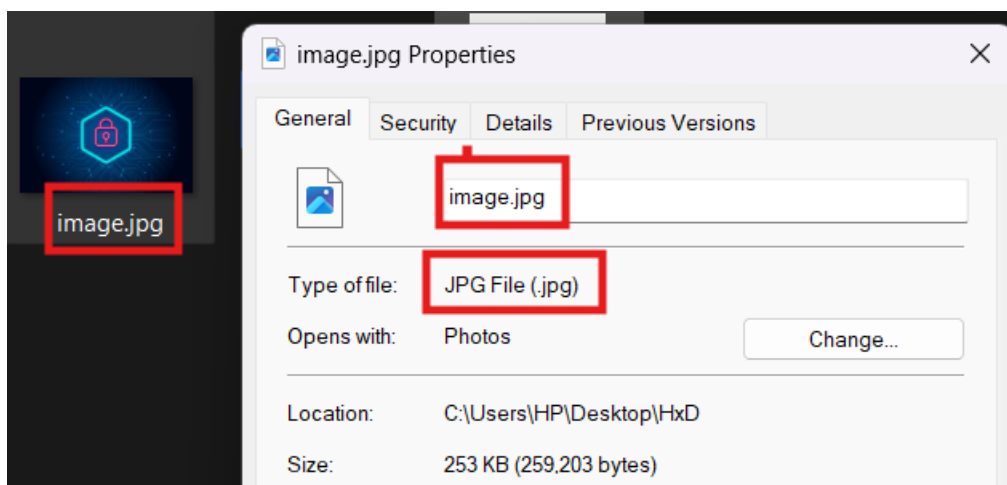 image.jpg
image.jpg Properties
General Security Details Previous Versions
image.jpg
Type of file: JPG File (.jpg)
Opens with: Photos Change...
Location: C:\Users\HP\Desktop\HxD
Size: 253 KB (259,203 bytes)